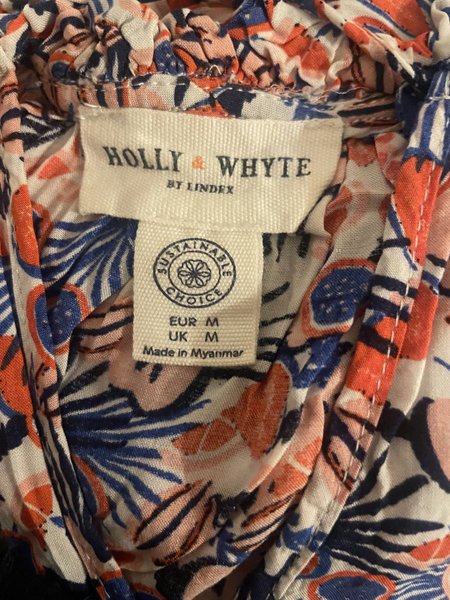 HOLLY & WHYTE
BY LINDEX
SUSTAINABLE
CHOICE
EUR M
UK M
Made in Myanmar